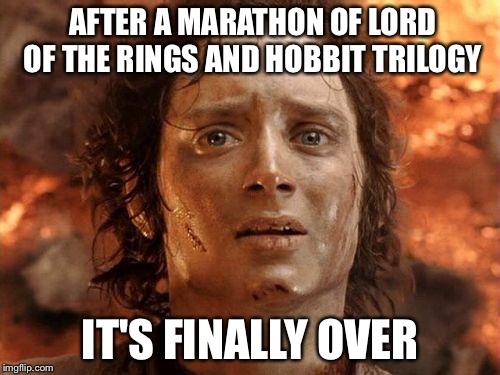 AFTER A MARATHON OF LORD
OF THE RINGS AND HOBBIT TRILOGY
IT'S FINALLY OVER
imgflip.com